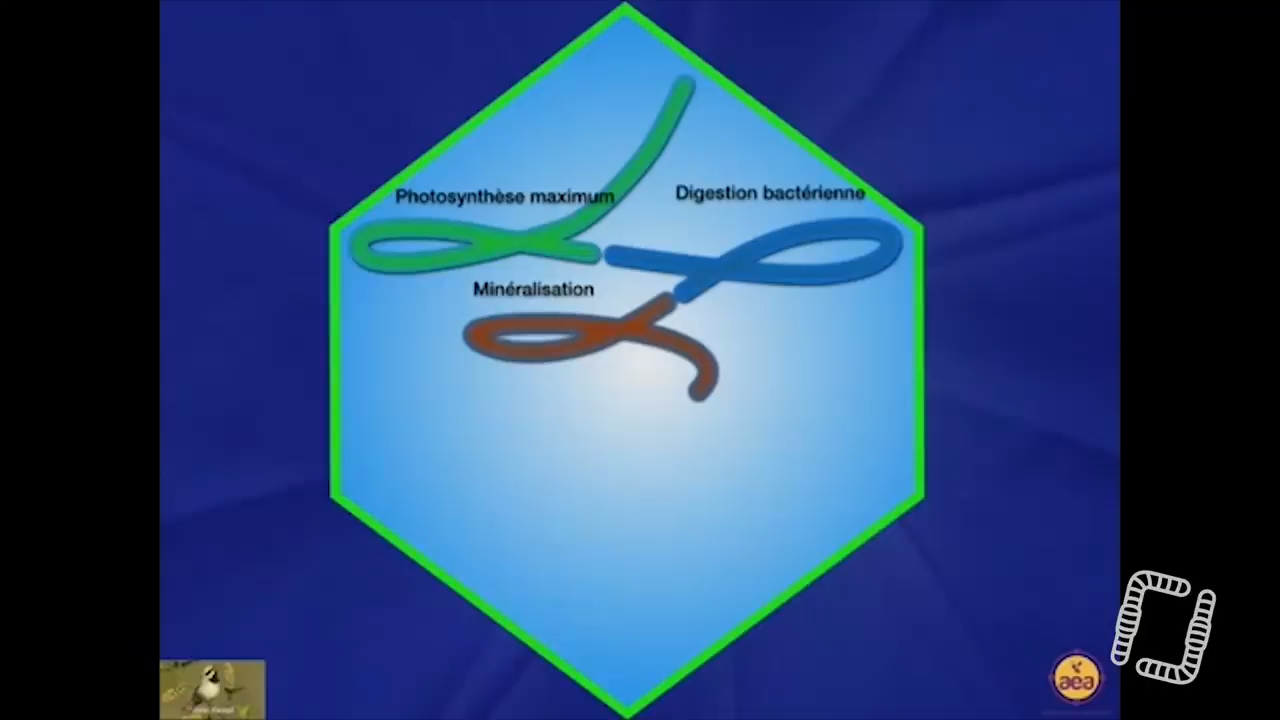 Photosynthèse maximum
Digestion bactérienne
Minéralisation
aea